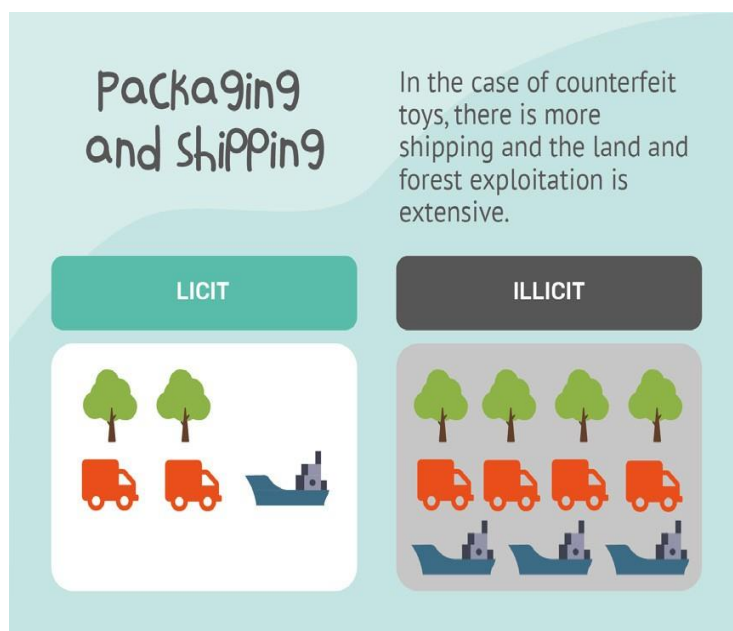 Packaging
and shipping
In the case of counterfeit
toys, there is more
shipping and the land and
forest exploitation is
extensive.
LICIT
ILLICIT